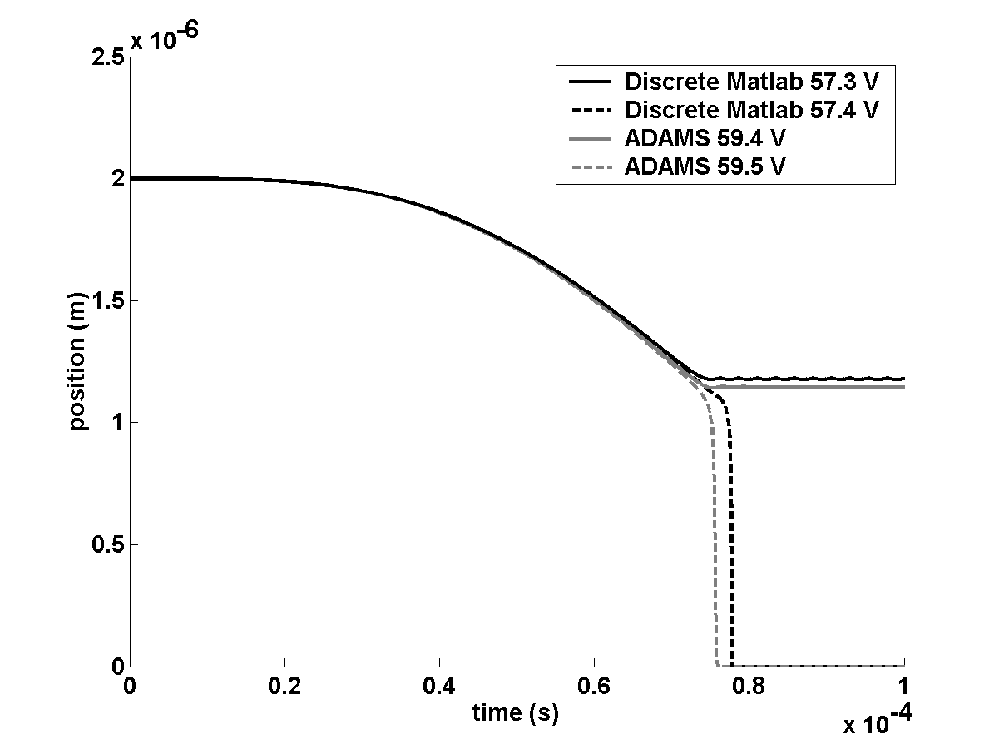 x 10-6
2.5
Discrete Matlab 57.3 V
Discrete Matlab 57.4 V
ADAMS 59.4 V
ADAMS 59.5 V
2
1.5
position (m)
1
0.5
0
0 0.2 0.4 0.6 0.8 1
time (s)
x 10-4